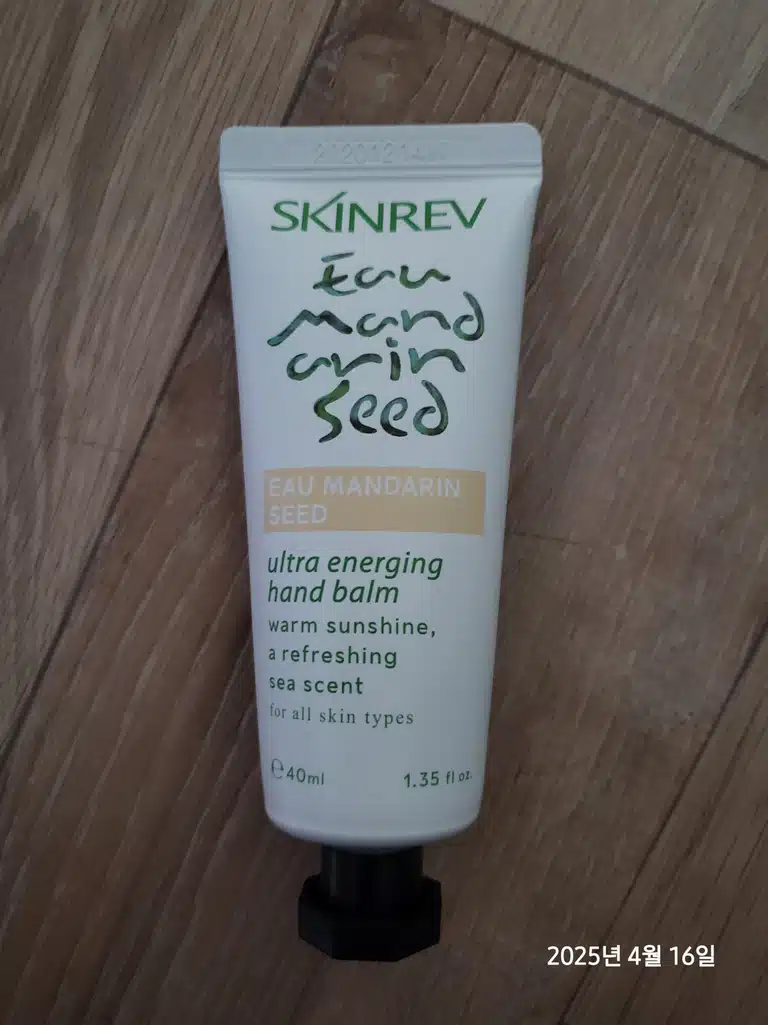 SKINREV
Eau
Mand
arin
Seed
EAU MANDARIN
SEED
ultra energing
hand balm
warm sunshine,
a refreshing
sea scent
for all skin types
℮40ml 1.35 fl oz.
2025년 4월 16일